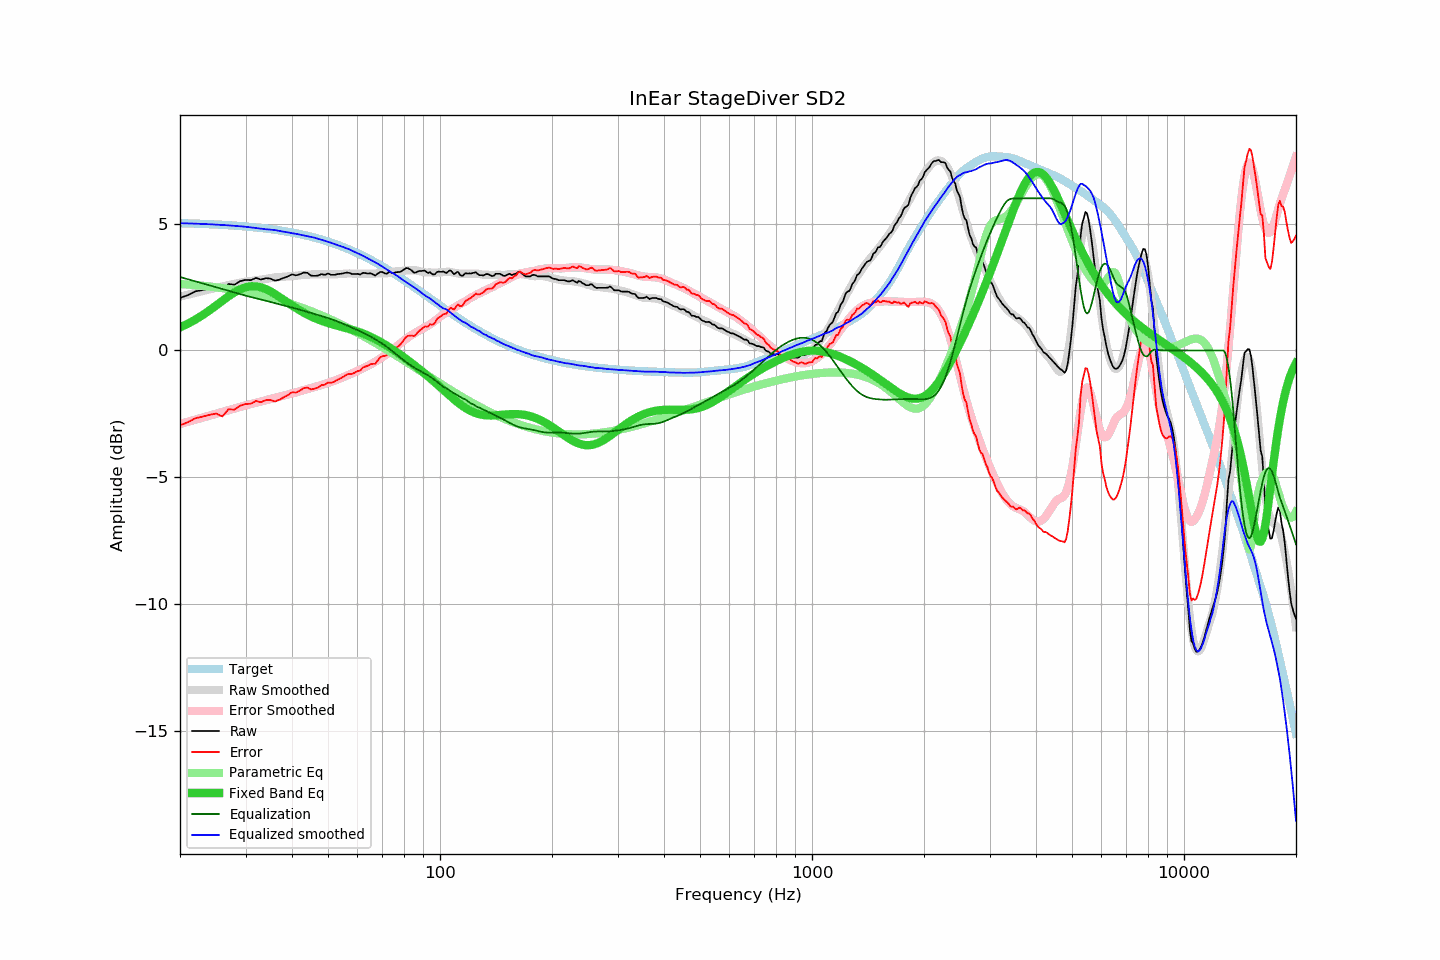 InEar StageDiver SD2
Amplitude (dBr)
5
0
−5
−10
−15
Target
Raw Smoothed
Error Smoothed
Raw
Error
Parametric Eq
Fixed Band Eq
Equalization
Equalized smoothed
100
1000
10000
Frequency (Hz)